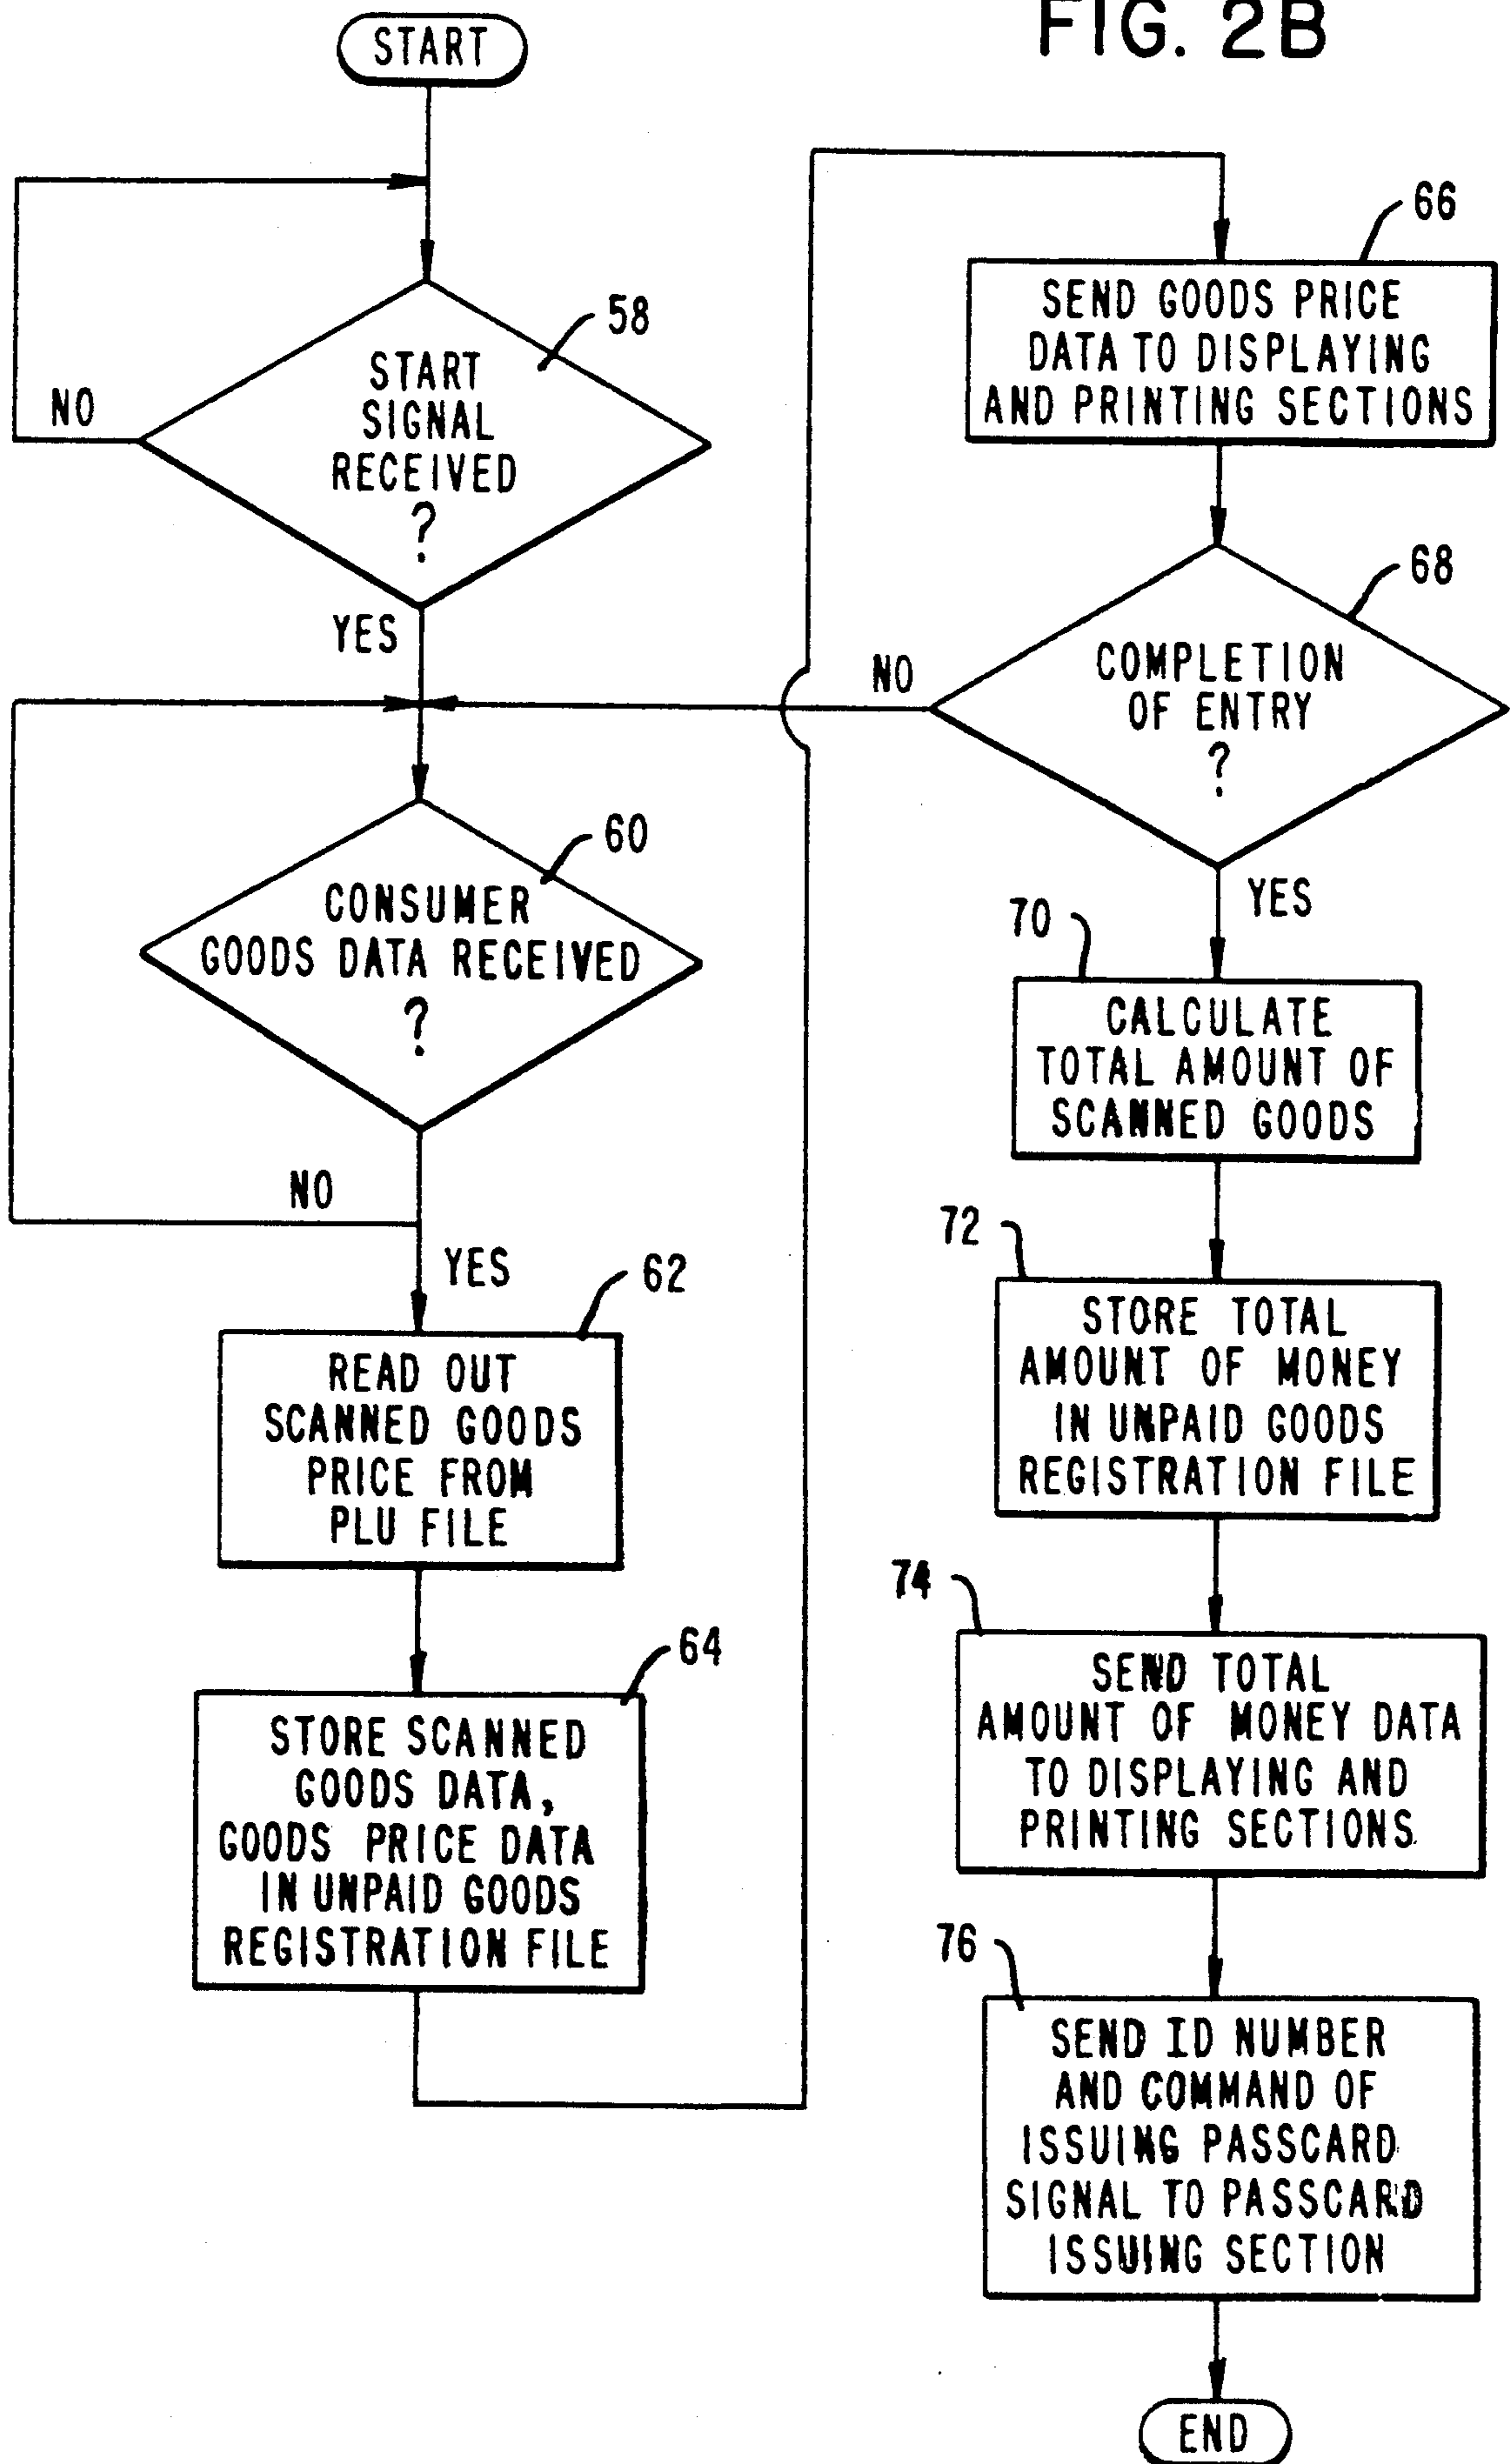 FIG. 2B
START
58
START
SIGNAL
RECEIVED
?
NO
YES
60
CONSUMER
GOODS DATA RECEIVED
?
NO
YES
62
READ OUT
SCANNED GOODS
PRICE FROM
PLU FILE
64
STORE SCANNED
GOODS DATA,
GOODS PRICE DATA
IN UNPAID GOODS
REGISTRATION FILE
66
SEND GOODS PRICE
DATA TO DISPLAYING
AND PRINTING SECTIONS
68
COMPLETION
OF ENTRY
?
NO
YES
70
CALCULATE
TOTAL AMOUNT OF
SCANNED GOODS
72
STORE TOTAL
AMOUNT OF MONEY
IN UNPAID GOODS
REGISTRATION FILE
74
SEND TOTAL
AMOUNT OF MONEY DATA
TO DISPLAYING AND
PRINTING SECTIONS
76
SEND ID NUMBER
AND COMMAND OF
ISSUING PASSCARD
SIGNAL TO PASSCARD
ISSUING SECTION
END